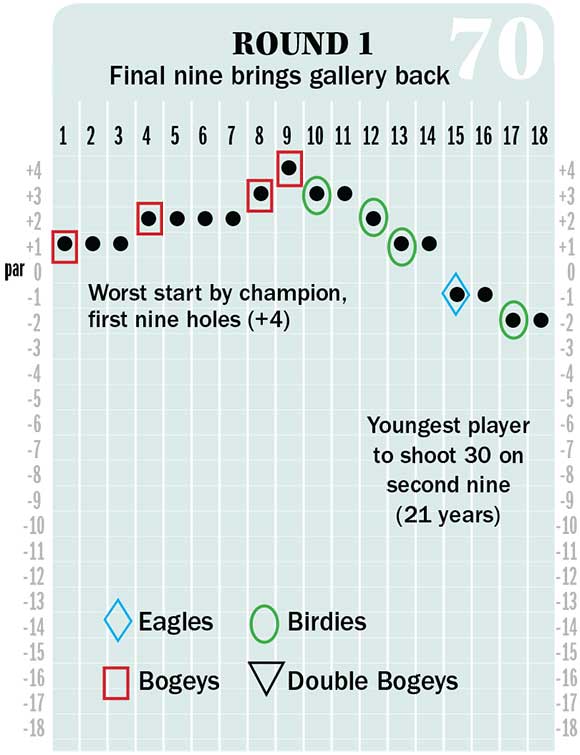 ROUND 1
70
Final nine brings gallery back
1 2 3 4 5 6 7 8 9 10 11 12 13 14 15 16 17 18
+4 +4
+3 +3
+2 +2
+1 +1
par 0 0
-1 -1
-2 -2
-3 -3
-4 -4
-5 -5
-6 -6
-7 -7
-8 -8
-9 -9
-10 -10
-11 -11
-12 -12
-13 -13
-14 -14
-15 -15
-16 -16
-17 -17
-18 -18
Worst start by champion,
first nine holes (+4)
Youngest player
to shoot 30 on
second nine
(21 years)
Eagles Birdies
Bogeys Double Bogeys